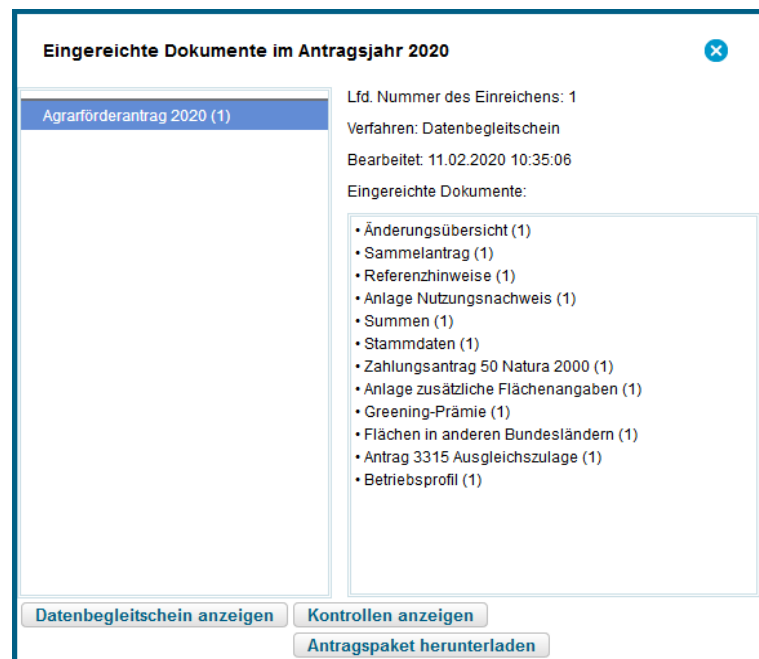 Eingereichte Dokumente im Antragsjahr 2020
Agrarförderantrag 2020 (1)
Lfd. Nummer des Einreichens: 1
Verfahren: Datenbegleitschein
Bearbeitet: 11.02.2020 10:35:06
Eingereichte Dokumente:
• Änderungsübersicht (1)
• Sammelantrag (1)
• Referenzhinweise (1)
• Anlage Nutzungsnachweis (1)
• Summen (1)
• Stammdaten (1)
• Zahlungsantrag 50 Natura 2000 (1)
• Anlage zusätzliche Flächenangaben (1)
• Greening-Prämie (1)
• Flächen in anderen Bundesländern (1)
• Antrag 3315 Ausgleichszulage (1)
• Betriebsprofil (1)
Datenbegleitschein anzeigen
Kontrollen anzeigen
Antragspaket herunterladen